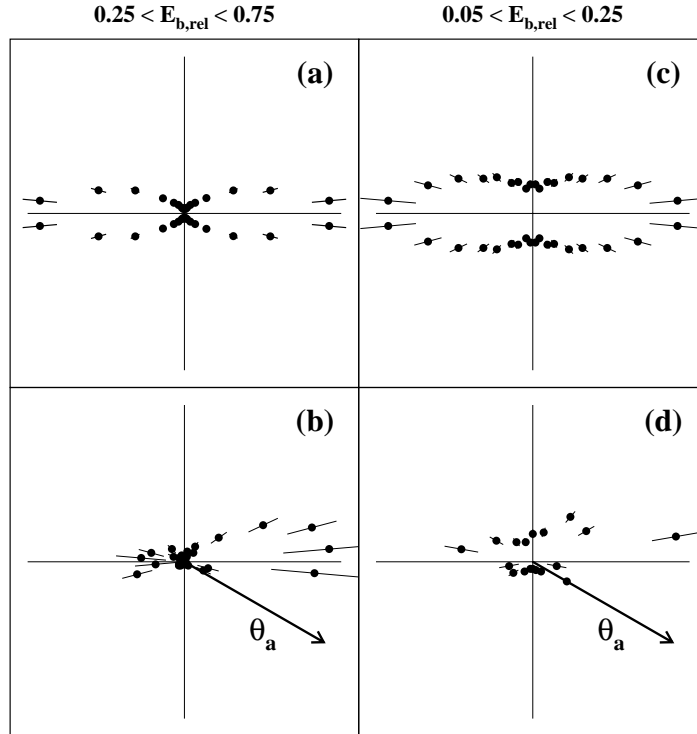 0.25 < E_b,rel < 0.75
0.05 < E_b,rel < 0.25
(a)
(c)
(b)
(d)
θ_a
θ_a